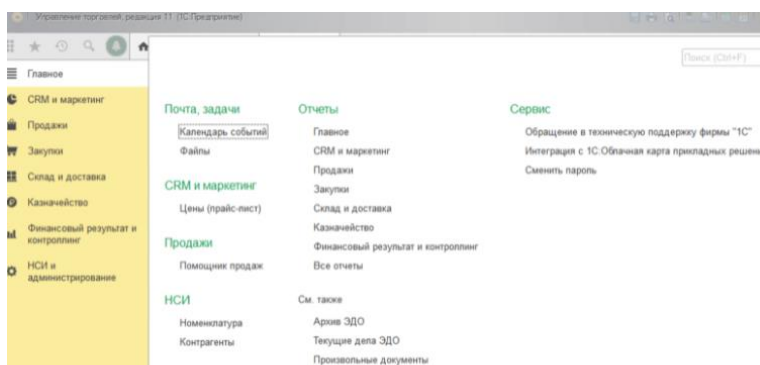 Управление торговлей, редакция 11 (1С:Предприятие)
Поиск (Ctrl+F)
Главное
CRM и маркетинг
Продажи
Закупки
Склад и доставка
Казначейство
Финансовый результат и
контроллинг
НСИ и
администрирование
Почта, задачи
Календарь событий
Файлы
CRM и маркетинг
Цены (прайс-лист)
Продажи
Помощник продаж
НСИ
Номенклатура
Контрагенты
Отчеты
Главное
CRM и маркетинг
Продажи
Закупки
Склад и доставка
Казначейство
Финансовый результат и контроллинг
Все отчеты
См. также
Архив ЭДО
Текущие дела ЭДО
Произвольные документы
Сервис
Обращение в техническую поддержку фирмы "1С"
Интеграция с 1С:Облачная карта прикладных решен
Сменить пароль